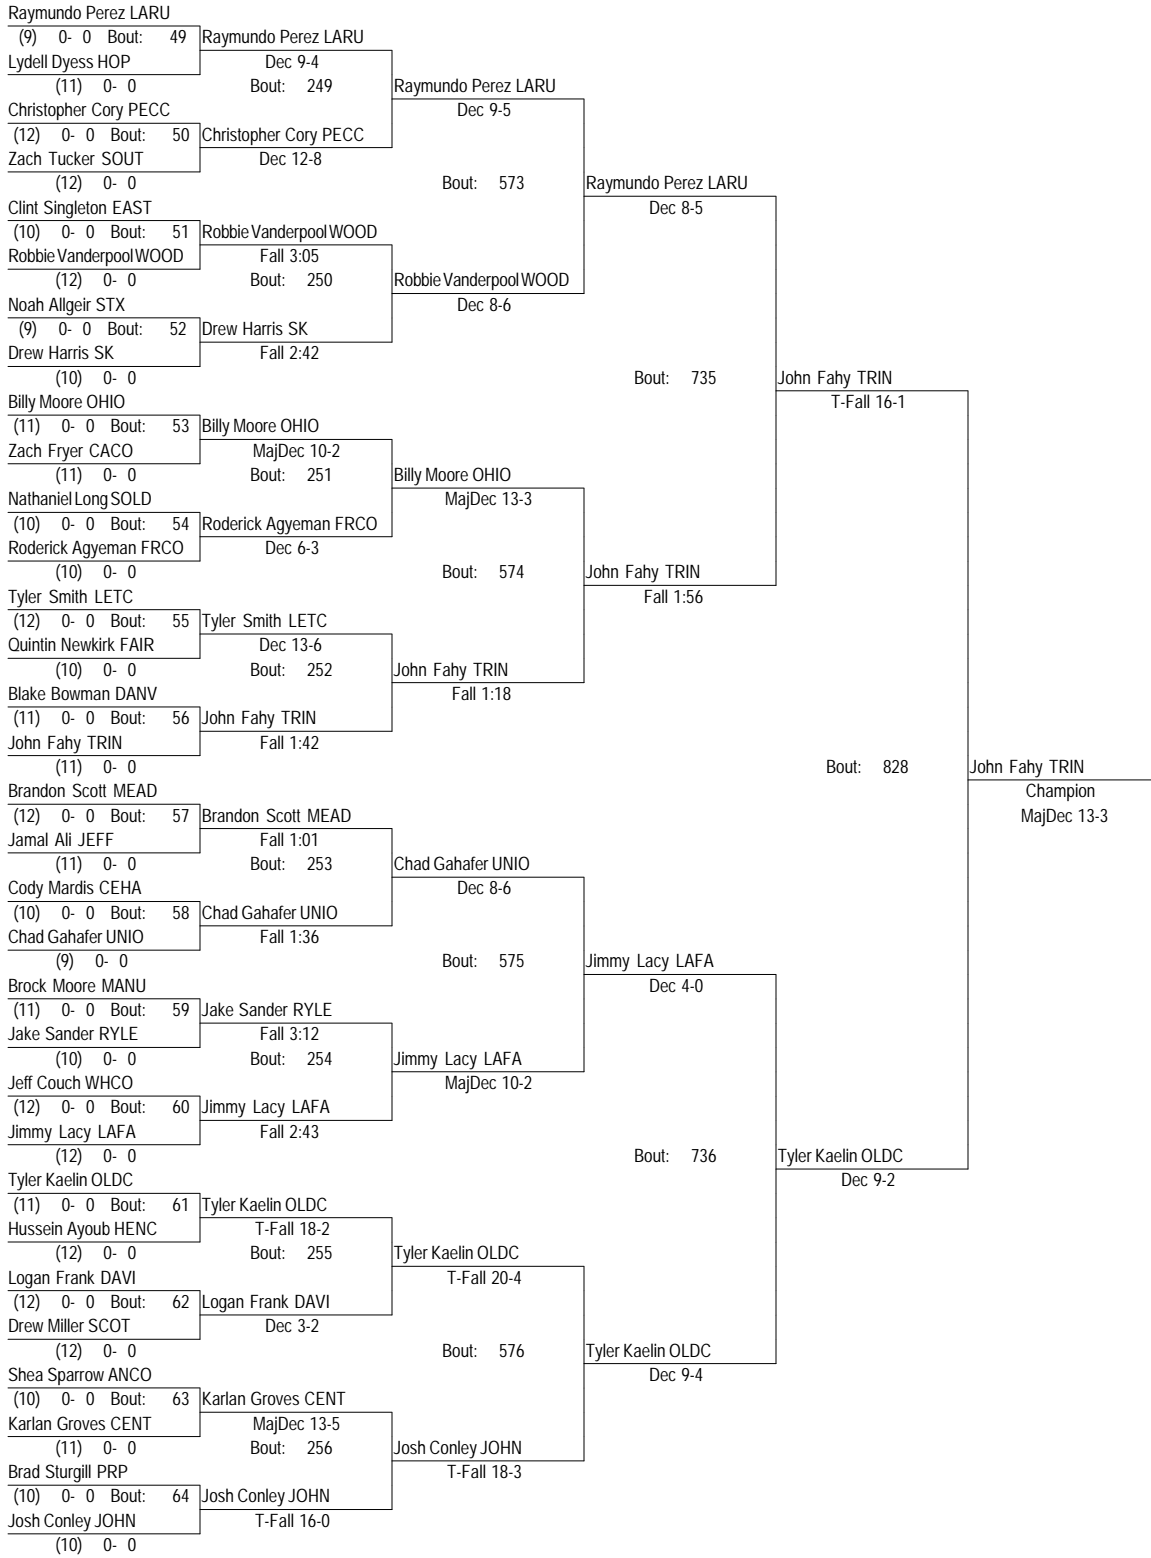 Raymundo Perez LARU
(9) 0- 0 Bout: 49 Raymundo Perez LARU
Lydell Dyess HOP Dec 9-4
(11) 0- 0 Bout: 249 Raymundo Perez LARU
Christopher Cory PECC Dec 9-5
(12) 0- 0 Bout: 50 Christopher Cory PECC
Zach Tucker SOUT Dec 12-8
(12) 0- 0 Bout: 573 Raymundo Perez LARU
Clint Singleton EAST Dec 8-5
(10) 0- 0 Bout: 51 Robbie Vanderpool WOOD
Robbie Vanderpool WOOD Fall 3:05
(12) 0- 0 Bout: 250 Robbie Vanderpool WOOD
Noah Allgeir STX Dec 8-6
(9) 0- 0 Bout: 52 Drew Harris SK
Drew Harris SK Fall 2:42
(10) 0- 0 Bout: 735 John Fahy TRIN
Billy Moore OHIO T-Fall 16-1
(11) 0- 0 Bout: 53 Billy Moore OHIO
Zach Fryer CACO MajDec 10-2
(11) 0- 0 Bout: 251 Billy Moore OHIO
Nathaniel Long SOLD MajDec 13-3
(10) 0- 0 Bout: 54 Roderick Agyeman FRCO
Roderick Agyeman FRCO Dec 6-3
(10) 0- 0 Bout: 574 John Fahy TRIN
Tyler Smith LETC Fall 1:56
(12) 0- 0 Bout: 55 Tyler Smith LETC
Quintin Newkirk FAIR Dec 13-6
(10) 0- 0 Bout: 252 John Fahy TRIN
Blake Bowman DANV Fall 1:18
(11) 0- 0 Bout: 56 John Fahy TRIN
John Fahy TRIN Fall 1:42
(11) 0- 0 Bout: 828 John Fahy TRIN
Brandon Scott MEAD Champion
(12) 0- 0 Bout: 57 Brandon Scott MEAD MajDec 13-3
Jamal Ali JEFF Fall 1:01
(11) 0- 0 Bout: 253 Chad Gahafer UNIO
Cody Mardis CEHA Dec 8-6
(10) 0- 0 Bout: 58 Chad Gahafer UNIO
Chad Gahafer UNIO Fall 1:36
(9) 0- 0 Bout: 575 Jimmy Lacy LAFA
Brock Moore MANU Dec 4-0
(11) 0- 0 Bout: 59 Jake Sander RYLE
Jake Sander RYLE Fall 3:12
(10) 0- 0 Bout: 254 Jimmy Lacy LAFA
Jeff Couch WHCO MajDec 10-2
(12) 0- 0 Bout: 60 Jimmy Lacy LAFA
Jimmy Lacy LAFA Fall 2:43
(12) 0- 0 Bout: 736 Tyler Kaelin OLDC
Tyler Kaelin OLDC Dec 9-2
(11) 0- 0 Bout: 61 Tyler Kaelin OLDC
Hussein Ayoub HENC T-Fall 18-2
(12) 0- 0 Bout: 255 Tyler Kaelin OLDC
Logan Frank DAVI T-Fall 20-4
(12) 0- 0 Bout: 62 Logan Frank DAVI
Drew Miller SCOT Dec 3-2
(12) 0- 0 Bout: 576 Tyler Kaelin OLDC
Shea Sparrow ANCO Dec 9-4
(10) 0- 0 Bout: 63 Karlan Groves CENT
Karlan Groves CENT MajDec 13-5
(11) 0- 0 Bout: 256 Josh Conley JOHN
Brad Sturgill PRP T-Fall 18-3
(10) 0- 0 Bout: 64 Josh Conley JOHN
Josh Conley JOHN T-Fall 16-0
(10) 0- 0